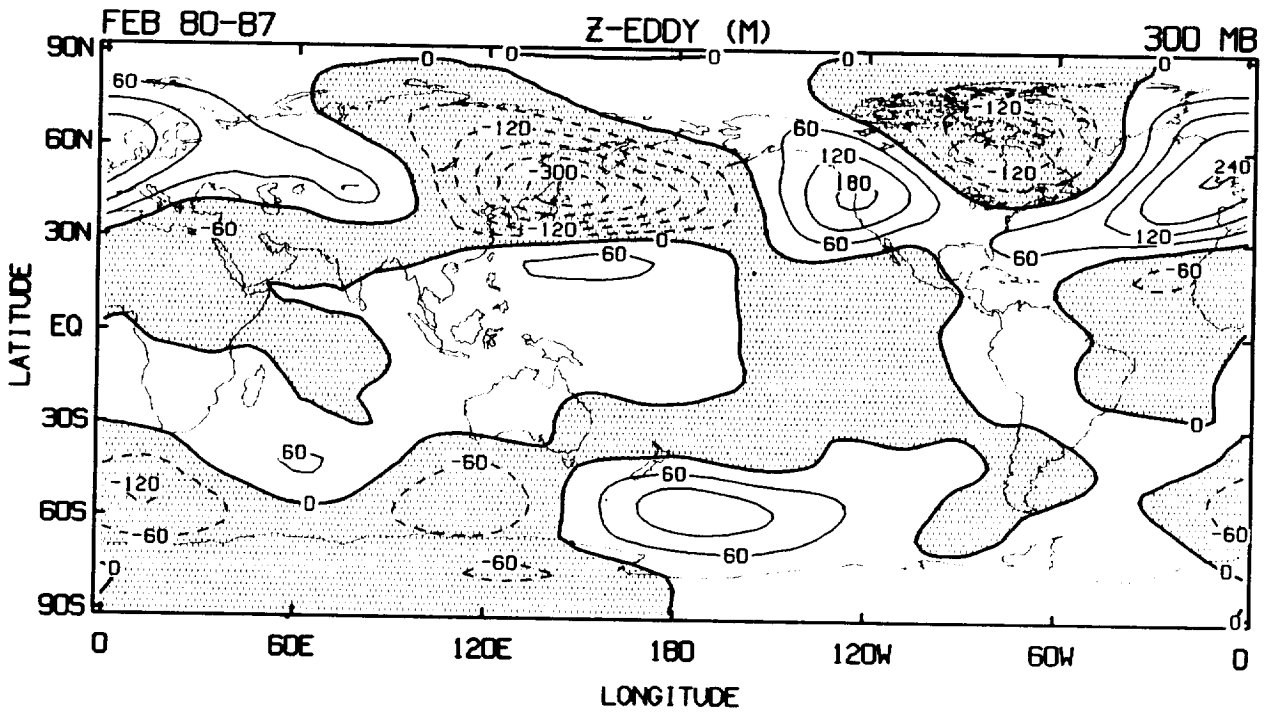 FEB 80-87 Z-EDDY (M) 300 MB
90N 0 0 0 0 0
60 -120 -120
60N 60
-300 120 -120 240
180
30N -60 -120 0 60 60 120
60 60 -60
EQ
30S 0
60 -60 60
-120
60S 0
-60 60 -60
0 -60 0
90S 0
0 60E 120E 180 120W 60W 0
LATITUDE
LONGITUDE